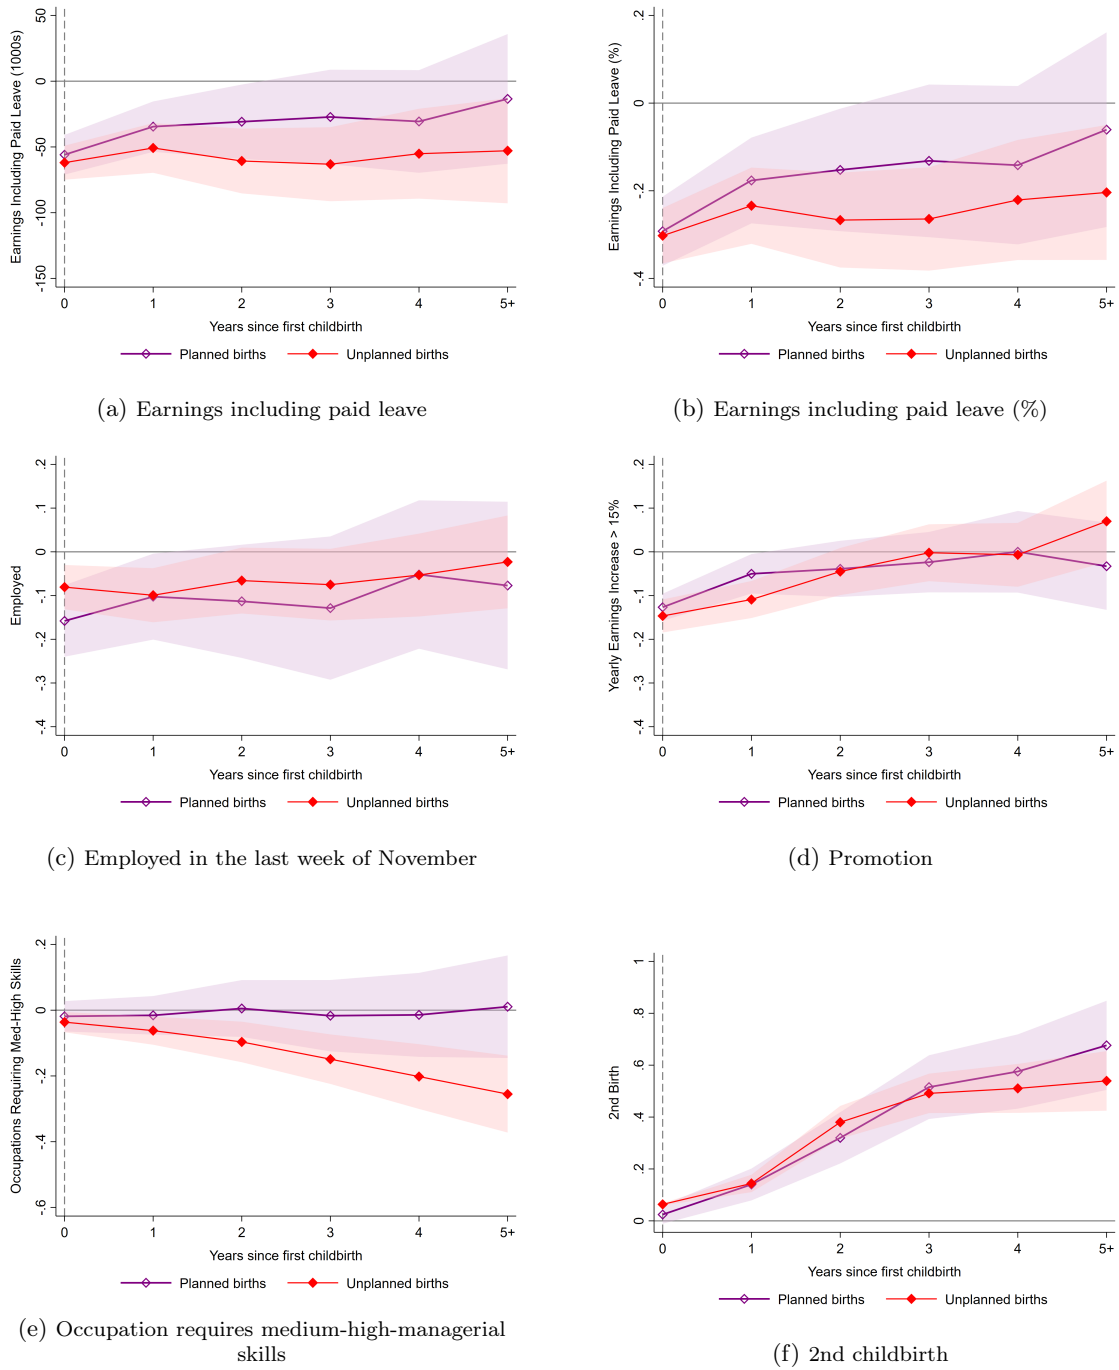 Earnings Including Paid Leave (1000s)
50
0
-50
-100
-150
0 1 2 3 4 5+
Years since first childbirth
Planned births Unplanned births
(a) Earnings including paid leave
Earnings Including Paid Leave (%)
.2
0
-.2
-.4
0 1 2 3 4 5+
Years since first childbirth
Planned births Unplanned births
(b) Earnings including paid leave (%)
Employed
.2
.1
0
-.1
-.2
-.3
-.4
0 1 2 3 4 5+
Years since first childbirth
Planned births Unplanned births
(c) Employed in the last week of November
Yearly Earnings Increase > 15%
.2
.1
0
-.1
-.2
-.3
-.4
0 1 2 3 4 5+
Years since first childbirth
Planned births Unplanned births
(d) Promotion
Occupations Requiring Med-High Skills
.2
0
-.2
-.4
-.6
0 1 2 3 4 5+
Years since first childbirth
Planned births Unplanned births
(e) Occupation requires medium-high-managerial
skills
2nd Birth
1
.8
.6
.4
.2
0
0 1 2 3 4 5+
Years since first childbirth
Planned births Unplanned births
(f) 2nd childbirth